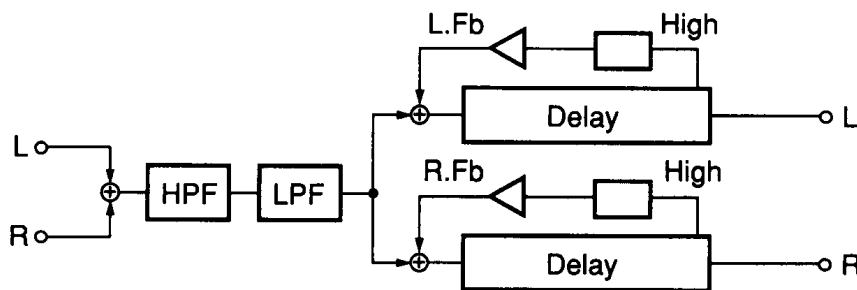 L.Fb High
Delay L
L
HPF LPF
R
R.Fb High
Delay R